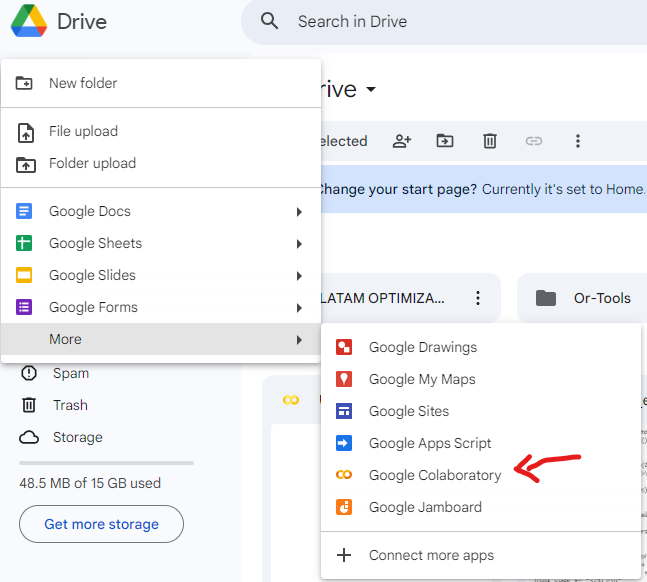 Drive
Search in Drive
New folder
File upload
Folder upload
Google Docs
Google Sheets
Google Slides
Google Forms
More
Spam
Trash
Storage
48.5 MB of 15 GB used
Get more storage
rive
elected
Change your start page? Currently it's set to Home.
LATAM OPTIMIZA...
Or-Tools
Google Drawings
Google My Maps
Google Sites
Google Apps Script
Google Colaboratory
Google Jamboard
Connect more apps